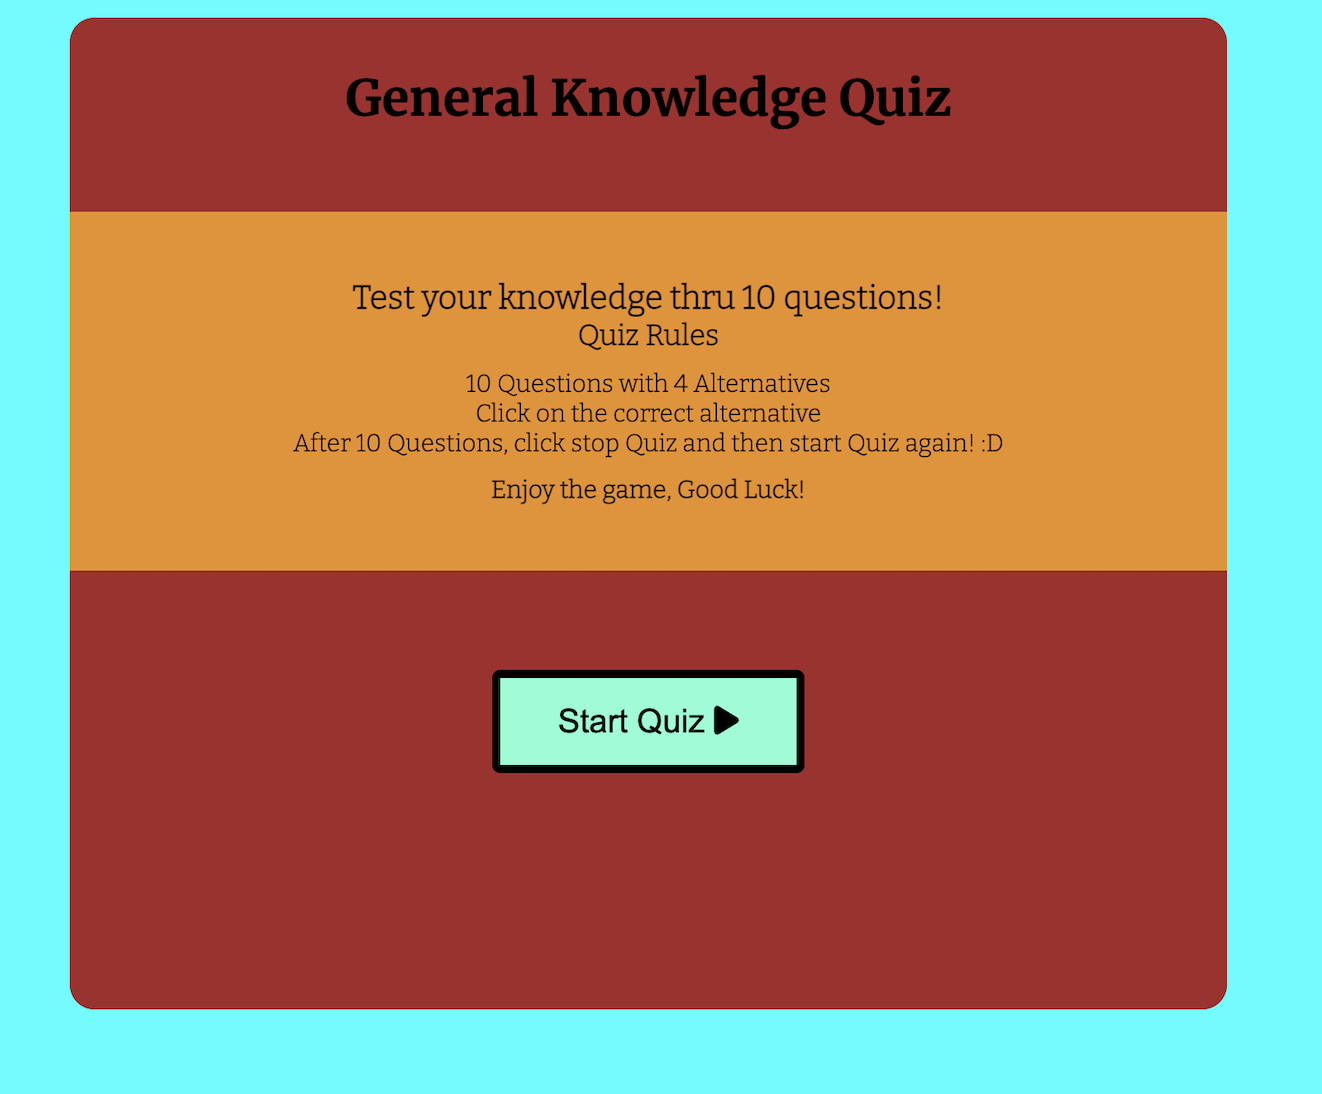 General Knowledge Quiz
Test your knowledge thru 10 questions!
Quiz Rules
10 Questions with 4 Alternatives
Click on the correct alternative
After 10 Questions, click stop Quiz and then start Quiz again! :D
Enjoy the game, Good Luck!
Start Quiz